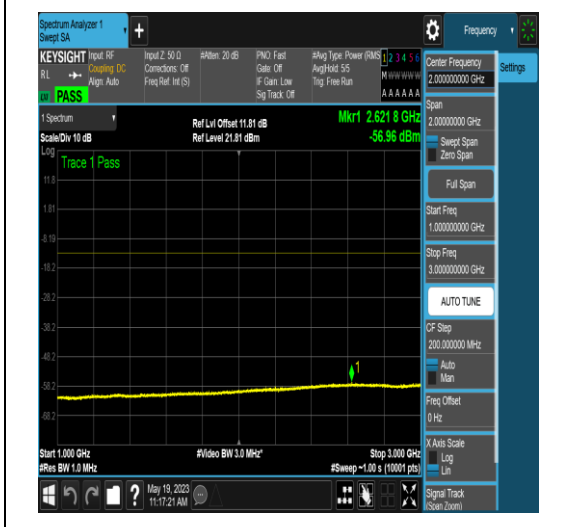 Spectrum Analyzer 1
Swept SA
+
Frequency
KEYSIGHT
RL
Input: RF
Coupling: DC
Align: Auto
Input Z: 50 Ω
Corrections: Off
Freq Ref: Int (S)
#Atten: 20 dB
PNO: Fast
Gate: Off
IF Gain: Low
Sig Track: Off
#Avg Type: Power (RMS
Avg|Hold: 5/5
Trig: Free Run
1 2 3 4 5 6
M W W W W W
A A A A A A
PASS
1 Spectrum
Scale/Div 10 dB
Ref Lvl Offset 11.81 dB
Ref Level 21.81 dBm
Mkr1 2.621 8 GHz
-56.96 dBm
Log
Trace 1 Pass
11.8
1.81
-8.19
-18.2
-28.2
-38.2
-48.2
-58.2
-68.2
1
Start 1.000 GHz
#Res BW 1.0 MHz
#Video BW 3.0 MHz*
Stop 3.000 GHz
#Sweep ~1.00 s (10001 pts)
May 19, 2023
11:17:21 AM
Center Frequency
2.000000000 GHz
Span
2.00000000 GHz
Swept Span
Zero Span
Full Span
Start Freq
1.000000000 GHz
Stop Freq
3.000000000 GHz
AUTO TUNE
CF Step
200.000000 MHz
Auto
Man
Freq Offset
0 Hz
X Axis Scale
Log
Lin
Signal Track
(Span Zoom)
Settings